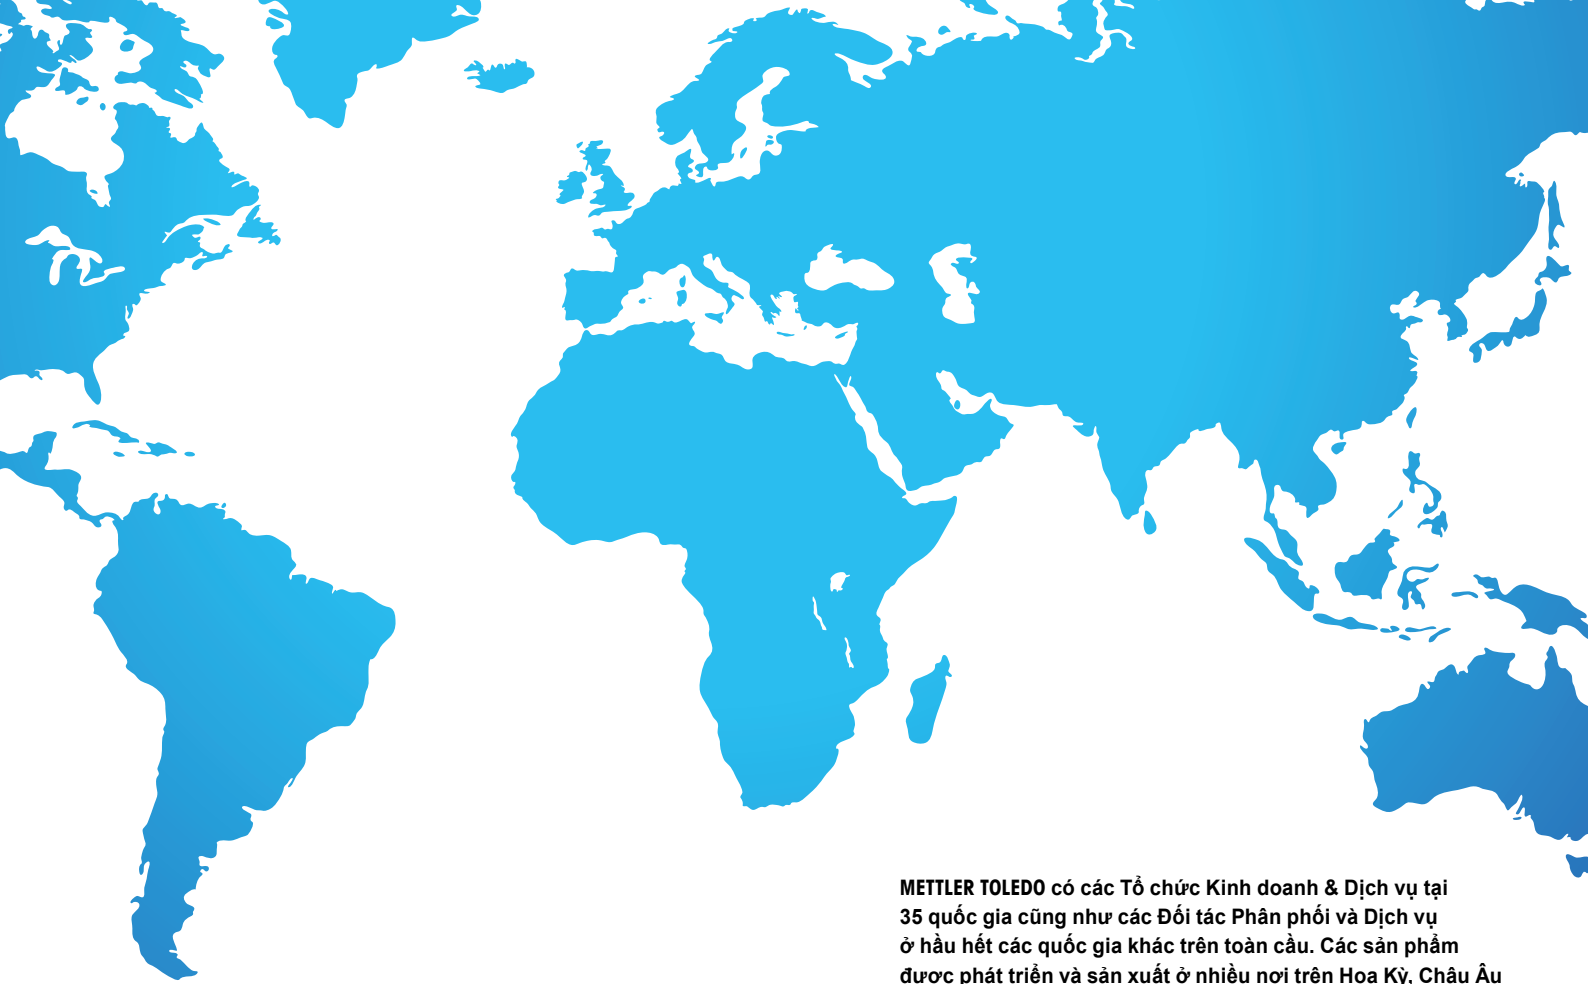 METTLER TOLEDO có các Tổ chức Kinh doanh & Dịch vụ tại
35 quốc gia cũng như các Đối tác Phân phối và Dịch vụ
ở hầu hết các quốc gia khác trên toàn cầu. Các sản phẩm
được phát triển và sản xuất ở nhiều nơi trên Hoa Kỳ, Châu Âu